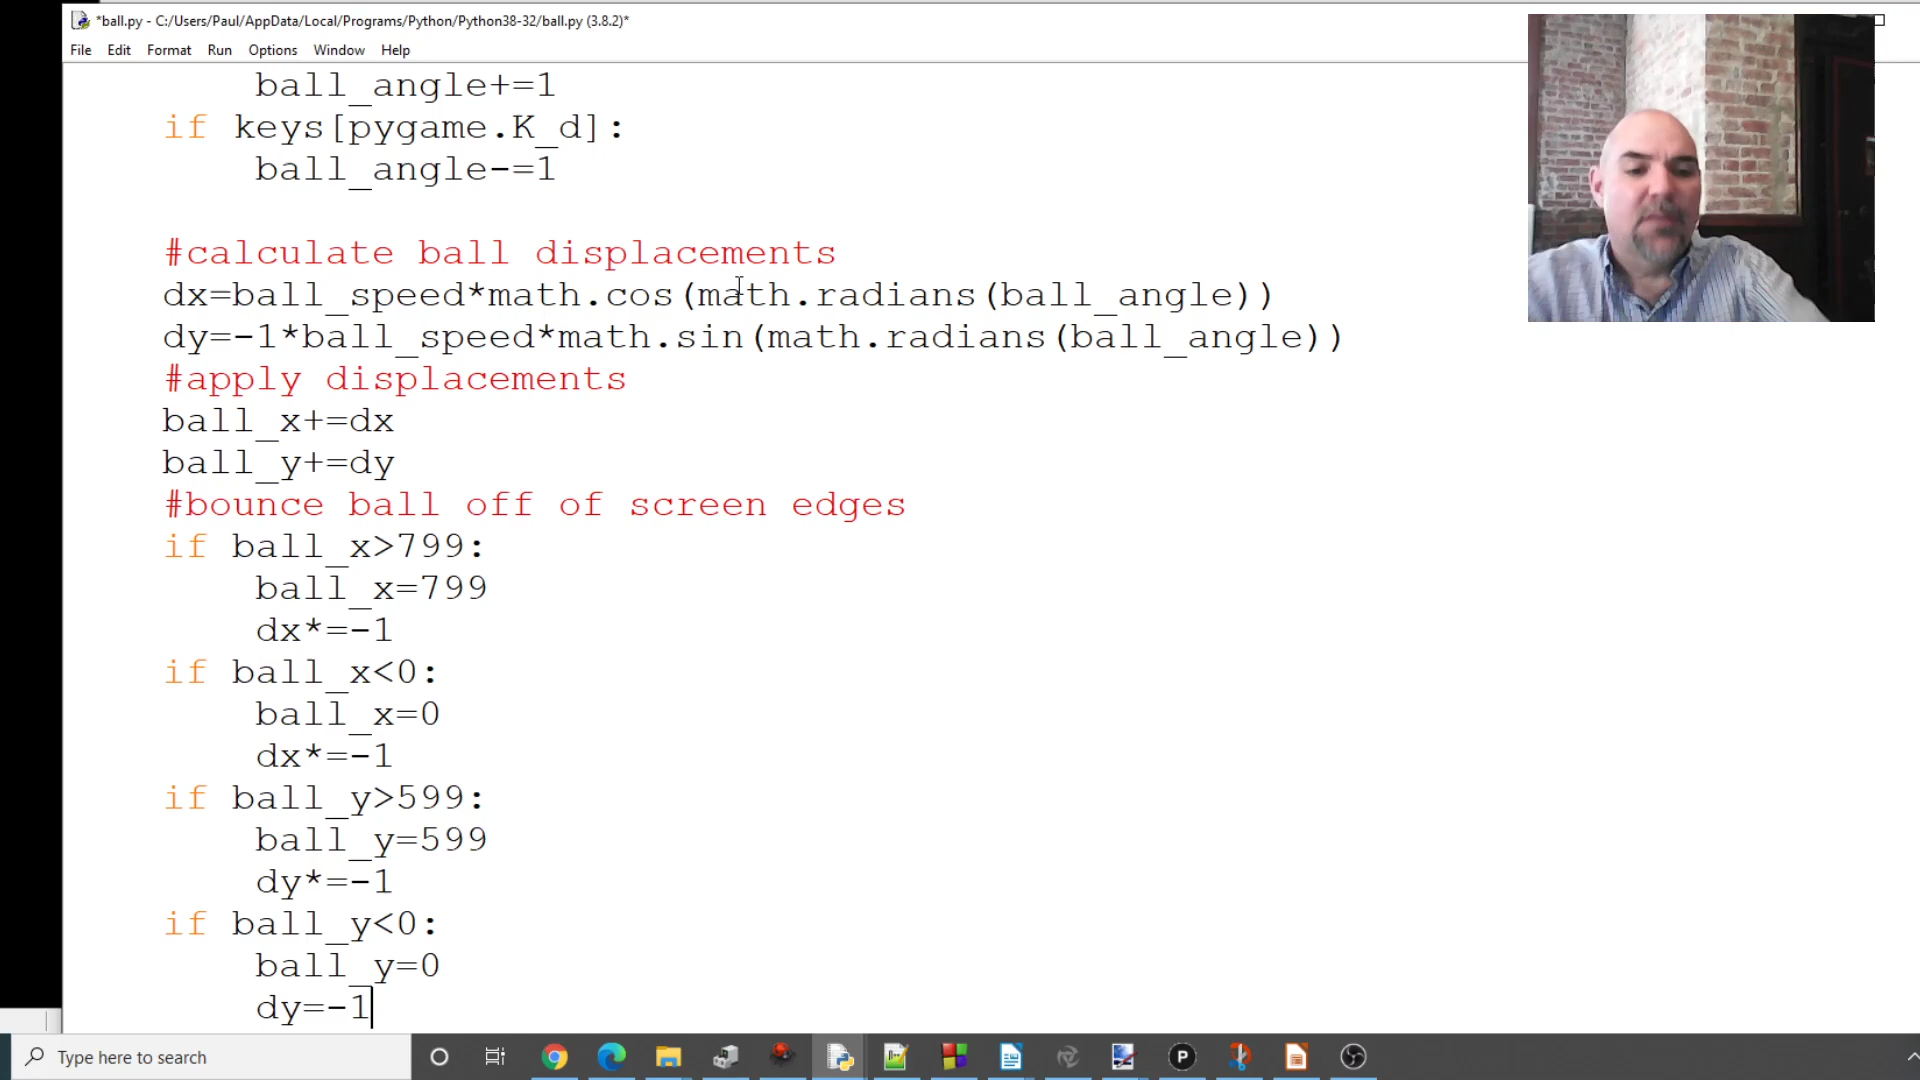 *ball.py - C:/Users/Paul/AppData/Local/Programs/Python/Python38-32/ball.py (3.8.2)*
File Edit Format Run Options Window Help
ball_angle+=1
if keys[pygame.K_d]:
ball_angle-=1
#calculate ball displacements
dx=ball_speed*math.cos(math.radians(ball_angle))
dy=-1*ball_speed*math.sin(math.radians(ball_angle))
#apply displacements
ball_x+=dx
ball_y+=dy
#bounce ball off of screen edges
if ball_x>799:
ball_x=799
dx*=-1
if ball_x<0:
ball_x=0
dx*=-1
if ball_y>599:
ball_y=599
dy*=-1
if ball_y<0:
ball_y=0
dy=-1
Type here to search